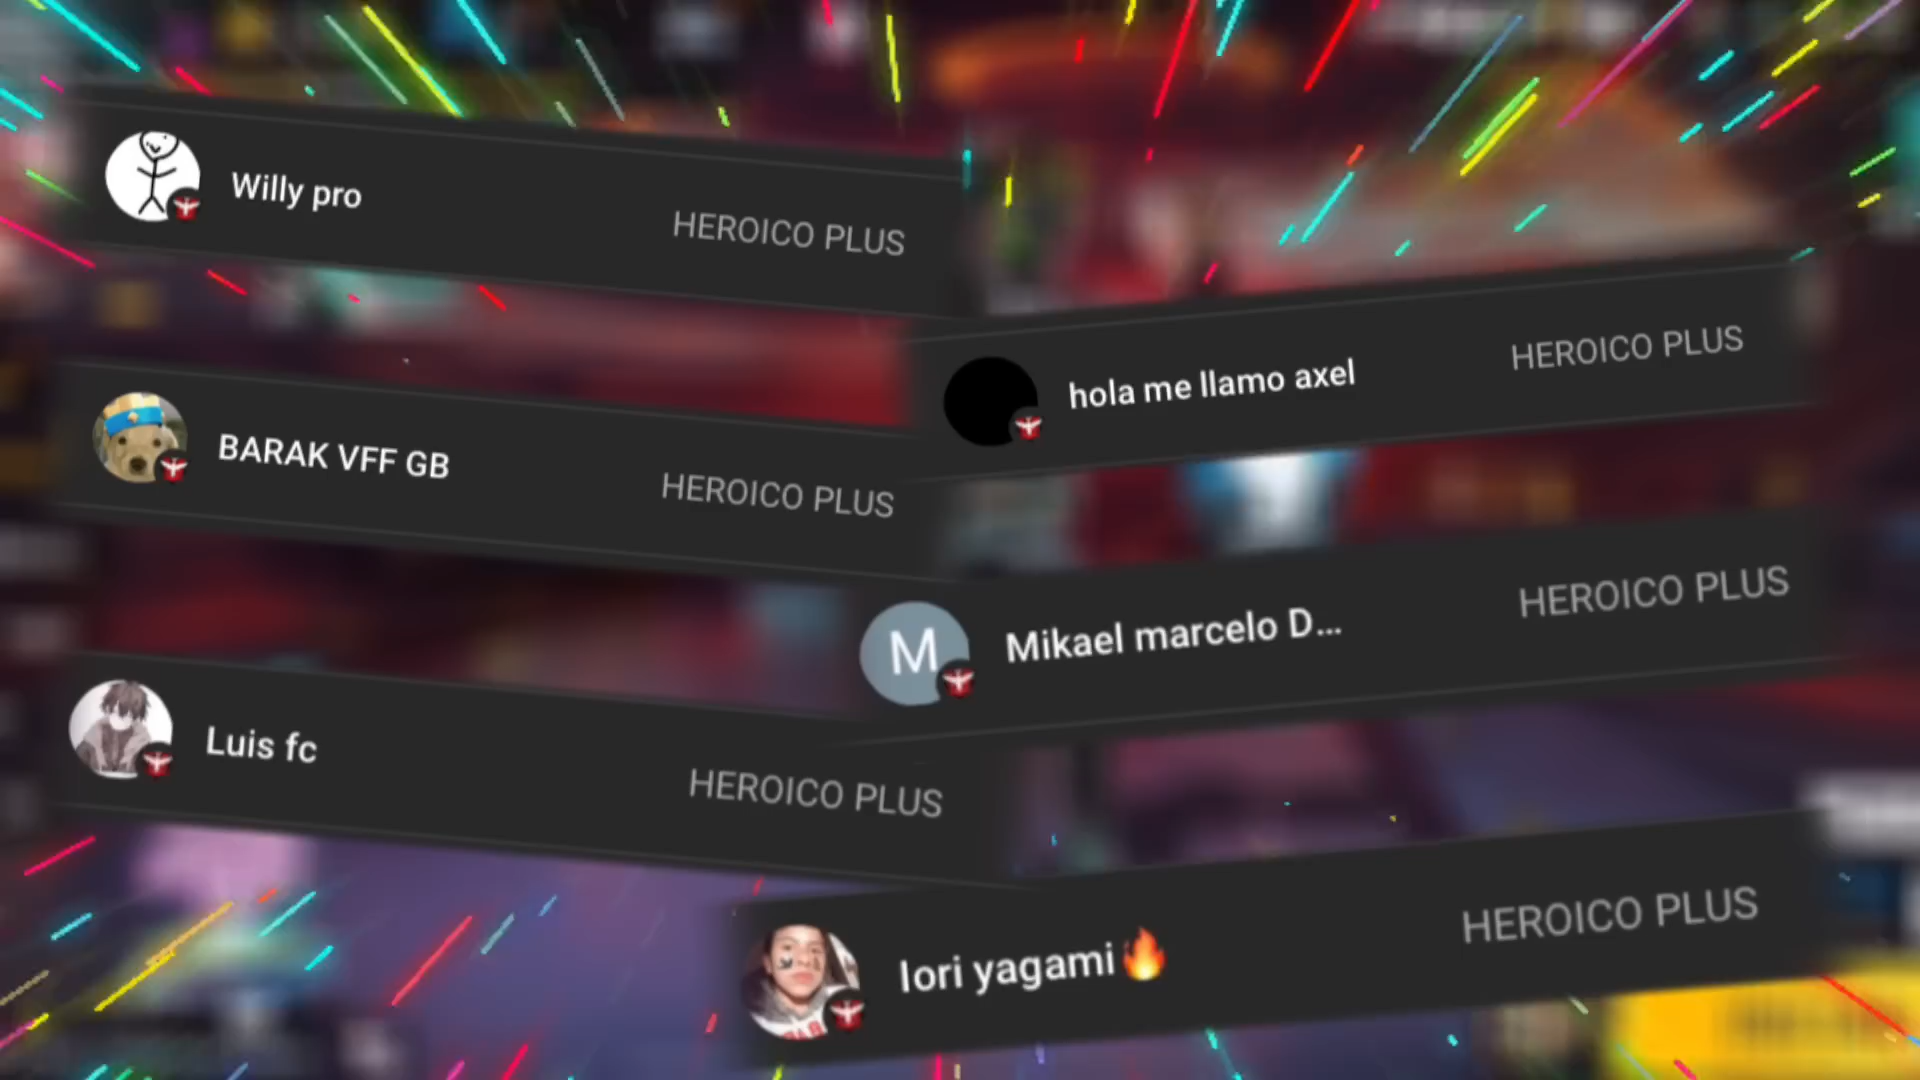 Willy pro
HEROICO PLUS
hola me llamo axel
HEROICO PLUS
BARAK VFF GB
HEROICO PLUS
M
Mikael marcelo D...
HEROICO PLUS
Luis fc
HEROICO PLUS
Iori yagami🔥
HEROICO PLUS